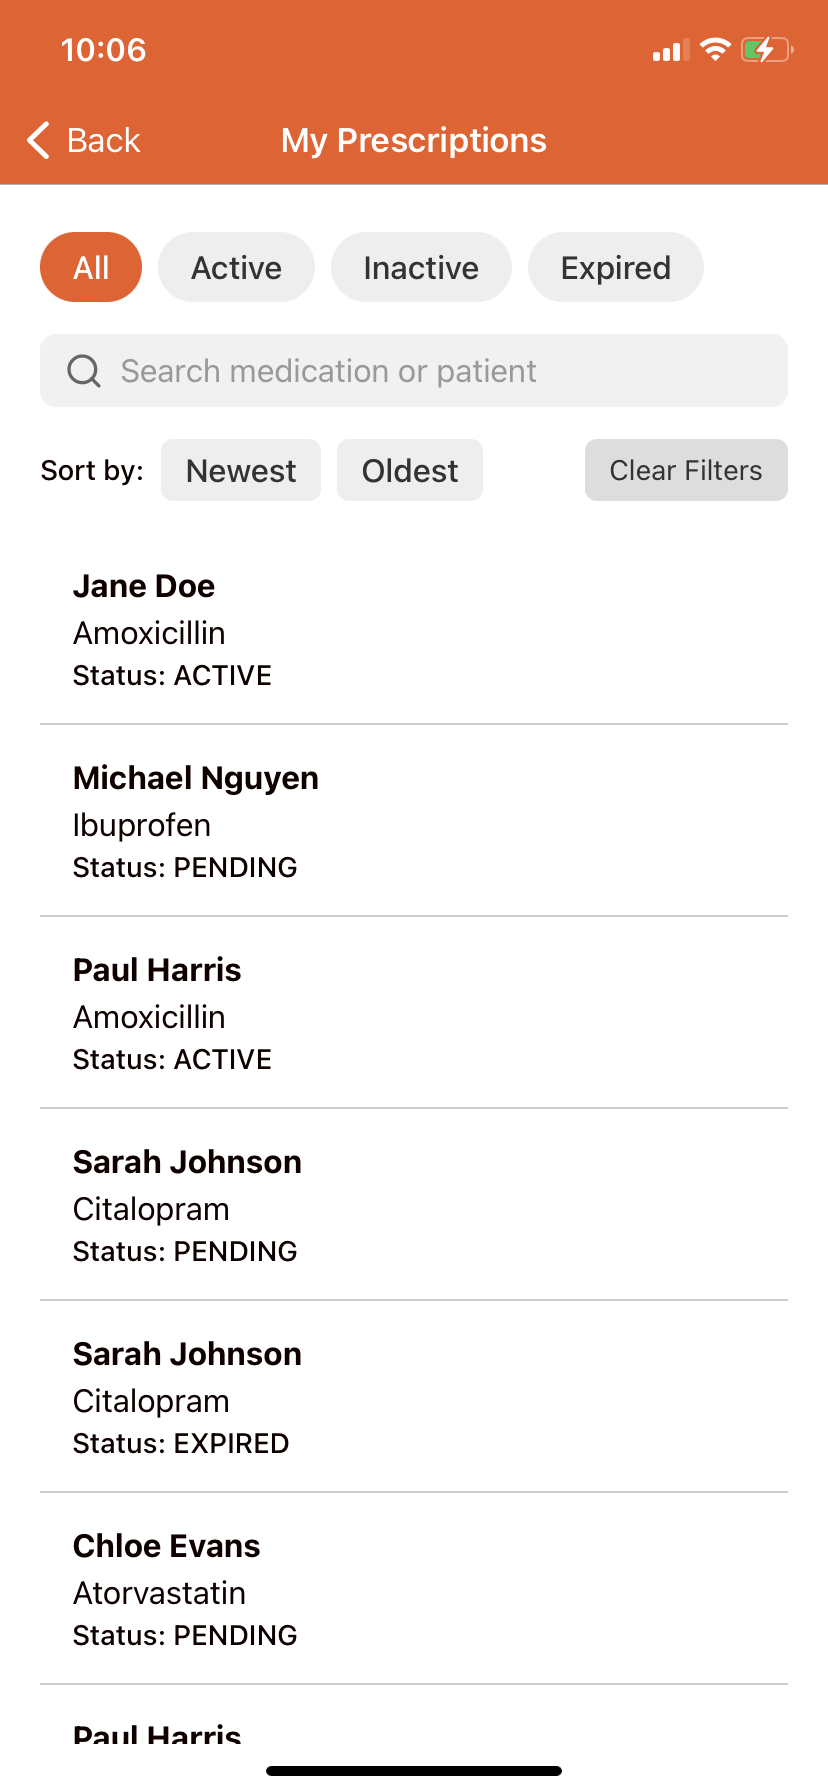 10:06
Back
My Prescriptions
All
Active
Inactive
Expired
Search medication or patient
Sort by:
Newest
Oldest
Clear Filters
Jane Doe
Amoxicillin
Status: ACTIVE
Michael Nguyen
Ibuprofen
Status: PENDING
Paul Harris
Amoxicillin
Status: ACTIVE
Sarah Johnson
Citalopram
Status: PENDING
Sarah Johnson
Citalopram
Status: EXPIRED
Chloe Evans
Atorvastatin
Status: PENDING
Paul Harris